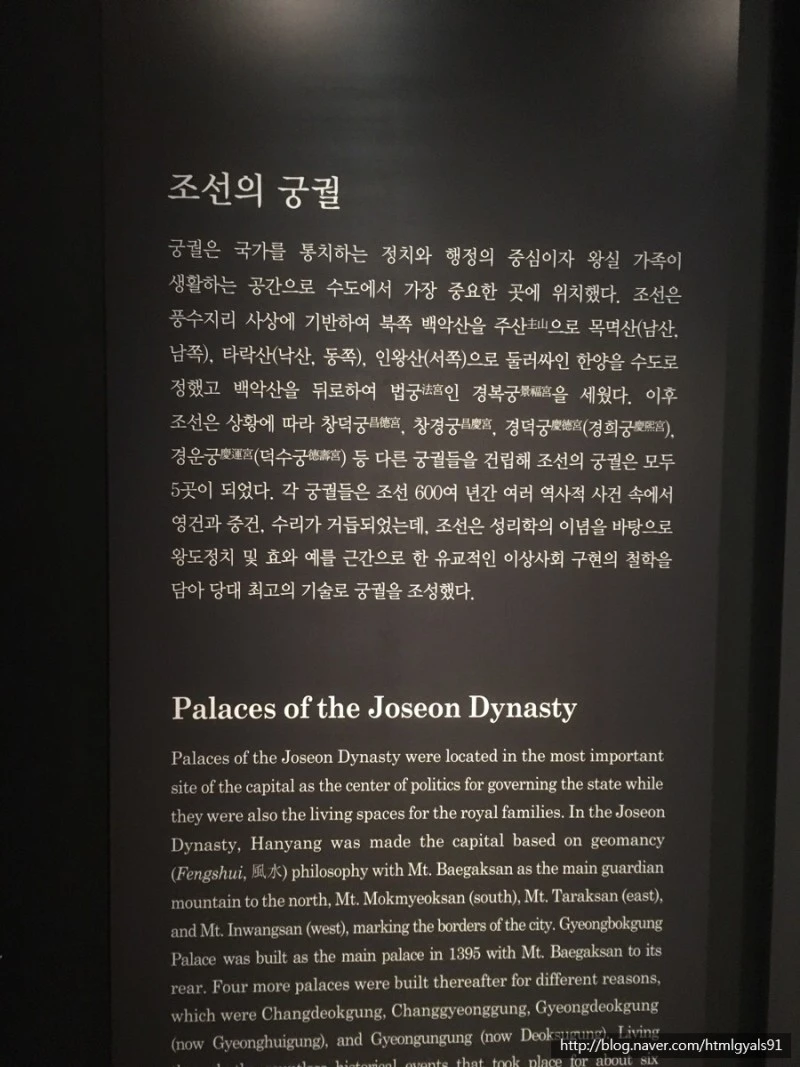 조선의 궁궐
궁궐은 국가를 통치하는 정치와 행정의 중심이자 왕실 가족이
생활하는 공간으로 수도에서 가장 중요한 곳에 위치했다. 조선은
풍수지리 사상에 기반하여 북쪽 백악산을 주산主山으로 목멱산(남산,
남쪽), 타락산(낙산, 동쪽), 인왕산(서쪽)으로 둘러싸인 한양을 수도로
정했고 백악산을 뒤로하여 법궁法宮인 경복궁景福宮을 세웠다. 이후
조선은 상황에 따라 창덕궁昌德宮, 창경궁昌慶宮, 경덕궁慶德宮(경희궁慶熙宮),
경운궁慶運宮(덕수궁德壽宮) 등 다른 궁궐들을 건립해 조선의 궁궐은 모두
5곳이 되었다. 각 궁궐들은 조선 600여 년간 여러 역사적 사건 속에서
영건과 중건, 수리가 거듭되었는데, 조선은 성리학의 이념을 바탕으로
왕도정치 및 효와 예를 근간으로 한 유교적인 이상사회 구현의 철학을
담아 당대 최고의 기술로 궁궐을 조성했다.
Palaces of the Joseon Dynasty
Palaces of the Joseon Dynasty were located in the most important
site of the capital as the center of politics for governing the state while
they were also the living spaces for the royal families. In the Joseon
Dynasty, Hanyang was made the capital based on geomancy
(Fengshui, 風水) philosophy with Mt. Baegaksan as the main guardian
mountain to the north, Mt. Mokmyeoksan (south), Mt. Taraksan (east),
and Mt. Inwangsan (west), marking the borders of the city. Gyeongbokgung
Palace was built as the main palace in 1395 with Mt. Baegaksan to its
rear. Four more palaces were built thereafter for different reasons,
which were Changdeokgung, Changgyeonggung, Gyeongdeokgung
(now Gyeonghuigung), and Gyeongungung (now Deoksugung). Living
historical events that took place for about six
http://blog.naver.com/htmlgyals91